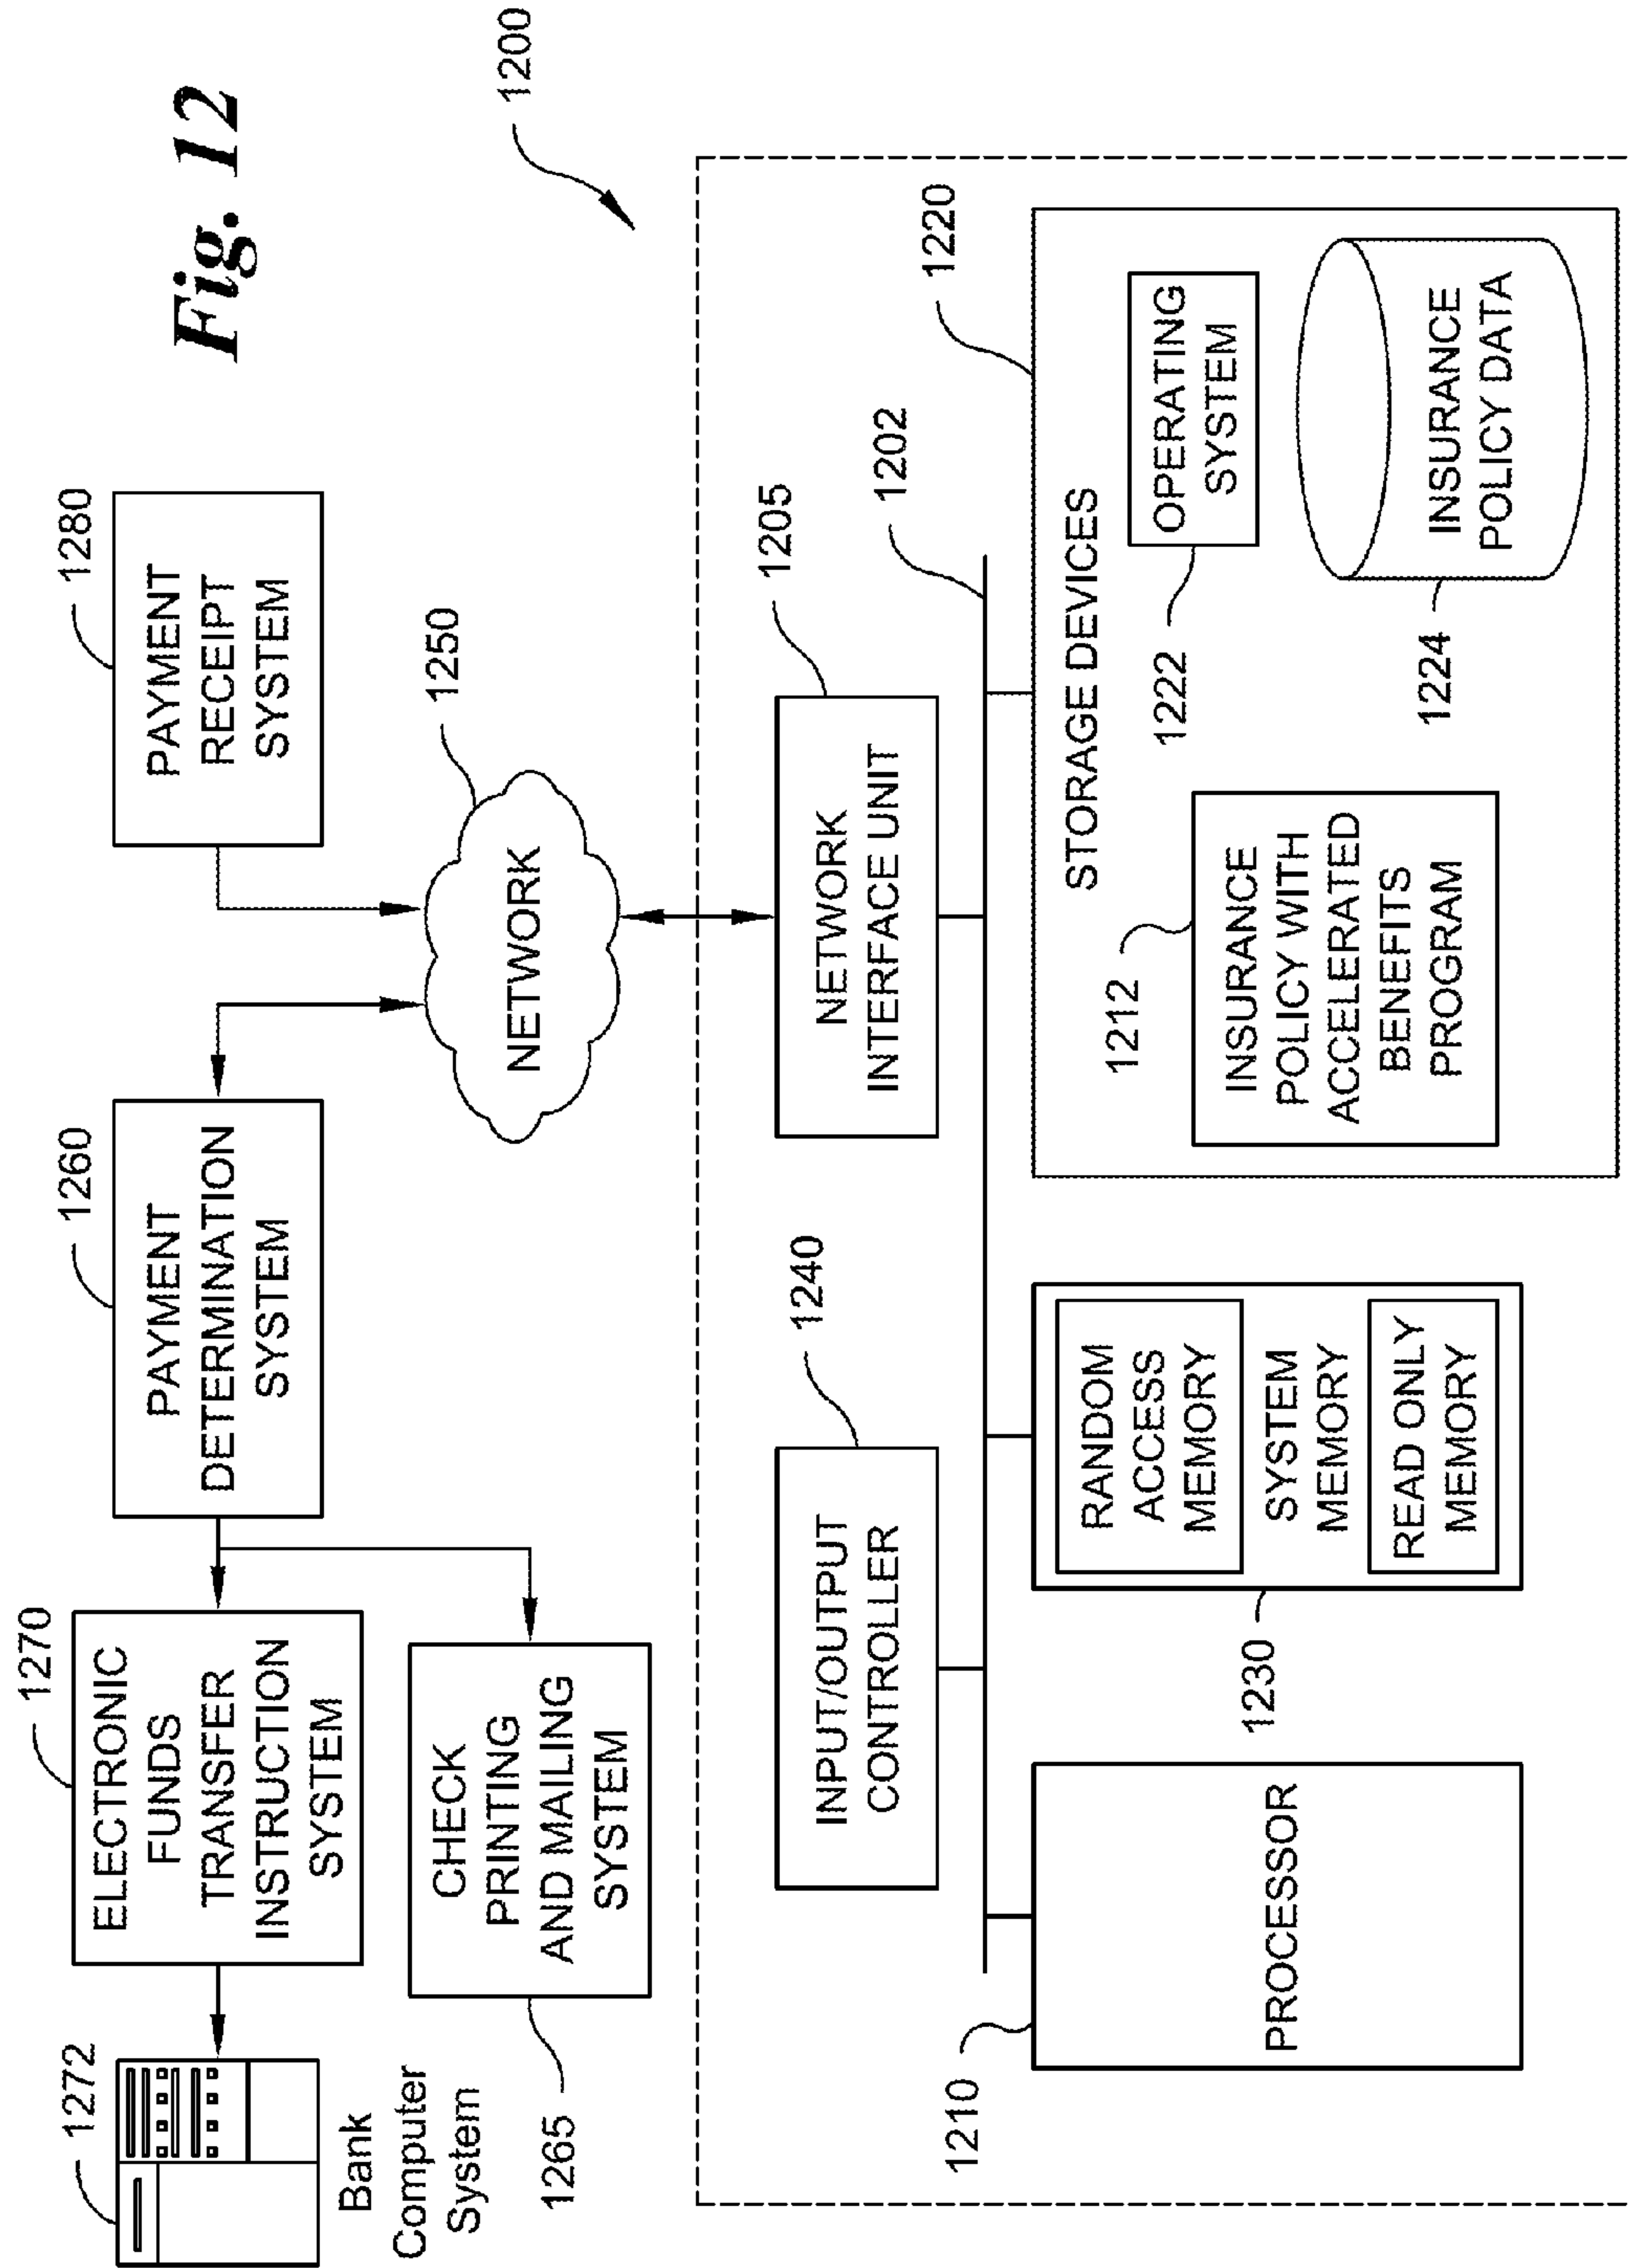 Fig. 12
1200
1272
Bank
Computer
System
1270
ELECTRONIC
FUNDS
TRANSFER
INSTRUCTION
SYSTEM
CHECK
PRINTING
AND MAILING
SYSTEM
1265
1260
PAYMENT
DETERMINATION
SYSTEM
1280
PAYMENT
RECEIPT
SYSTEM
1250
NETWORK
INPUT/OUTPUT
CONTROLLER
1240
NETWORK
INTERFACE UNIT
1205
1202
1210
PROCESSOR
1230
RANDOM
ACCESS
MEMORY
SYSTEM
MEMORY
READ ONLY
MEMORY
1220
STORAGE DEVICES
1212
INSURANCE
POLICY WITH
ACCELERATED
BENEFITS
PROGRAM
1222
OPERATING
SYSTEM
1224
INSURANCE
POLICY DATA